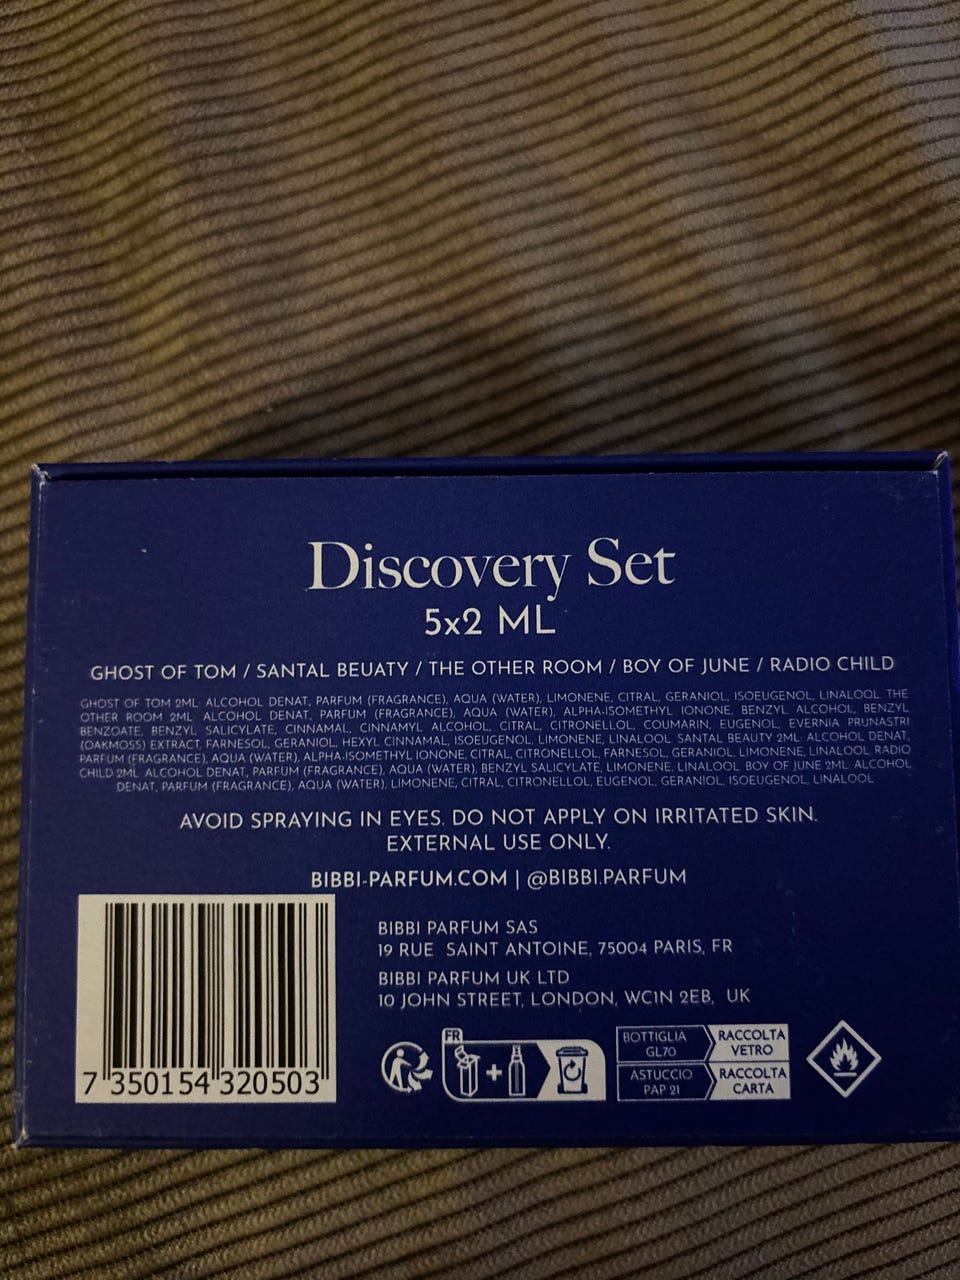 Discovery Set
5x2 ML
GHOST OF TOM / SANTAL BEUATY / THE OTHER ROOM / BOY OF JUNE / RADIO CHILD
GHOST OF TOM 2ML: ALCOHOL DENAT, PARFUM (FRAGRANCE), AQUA (WATER), LIMONENE, CITRAL, GERANIOL, ISOEUGENOL, LINALOOL THE
OTHER ROOM 2ML: ALCOHOL DENAT, PARFUM (FRAGRANCE), AQUA (WATER), ALPHA-ISOMETHYL IONONE, BENZYL ALCOHOL, BENZYL
BENZOATE, BENZYL SALICYLATE, CINNAMAL, CINNAMYL ALCOHOL, CITRAL, CITRONELLOL, COUMARIN, EUGENOL, EVERNIA PRUNASTRI
(OAKMOSS) EXTRACT, FARNESOL, GERANIOL, HEXYL CINNAMAL, ISOEUGENOL, LIMONENE, LINALOOL SANTAL BEAUTY 2ML: ALCOHOL DENAT,
PARFUM (FRAGRANCE), AQUA (WATER), ALPHA-ISOMETHYL IONONE, CITRAL, CITRONELLOL, FARNESOL, GERANIOL, LIMONENE, LINALOOL RADIO
CHILD 2ML: ALCOHOL DENAT, PARFUM (FRAGRANCE), AQUA (WATER), BENZYL SALICYLATE, LIMONENE, LINALOOL BOY OF JUNE 2ML: ALCOHOL
DENAT, PARFUM (FRAGRANCE), AQUA (WATER), LIMONENE, CITRAL, CITRONELLOL, EUGENOL, GERANIOL, ISOEUGENOL, LINALOOL
AVOID SPRAYING IN EYES. DO NOT APPLY ON IRRITATED SKIN.
EXTERNAL USE ONLY.
BIBBI-PARFUM.COM | @BIBBI.PARFUM
BIBBI PARFUM SAS
19 RUE SAINT ANTOINE, 75004 PARIS, FR
BIBBI PARFUM UK LTD
10 JOHN STREET, LONDON, WC1N 2EB, UK
7 350154 320503
FR
BOTTIGLIA
GL70
RACCOLTA
VETRO
ASTUCCIO
PAP 21
RACCOLTA
CARTA